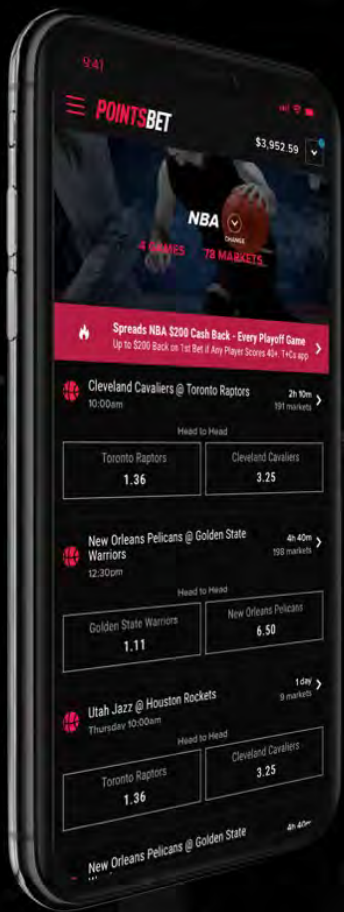 9:41
POINTSBET
$3,952.59
NBA
CHANGE
4 GAMES 78 MARKETS
Spreads NBA $200 Cash Back - Every Playoff Game
Up to $200 Back on 1st Bet if Any Player Scores 40+. T+Cs app
Cleveland Cavaliers @ Toronto Raptors 2h 10m
10:00am 191 markets
Head to Head
Toronto Raptors Cleveland Cavaliers
1.36 3.25
New Orleans Pelicans @ Golden State 4h 40m
Warriors 198 markets
12:30pm
Head to Head
Golden State Warriors New Orleans Pelicans
1.11 6.50
Utah Jazz @ Houston Rockets 1 day
Thursday 10:00am 9 markets
Head to Head
Toronto Raptors Cleveland Cavaliers
1.36 3.25
New Orleans Pelicans @ Golden State 4h 40m